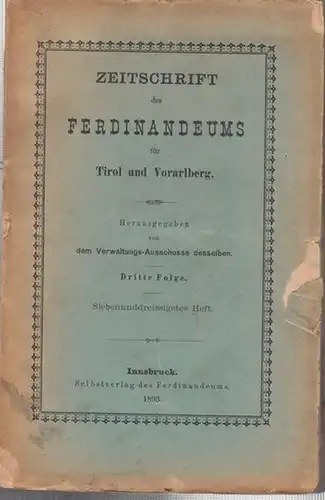 ZEITSCHRIFT
des
FERDINANDEUMS
für
Tirol und Vorarlberg.
Herausgegeben
von
dem Verwaltungs-Ausschusse desselben.
Dritte Folge.
Siebenunddreissigstes Heft.
Innsbruck.
Selbstverlag des Ferdinandeums.
1893.